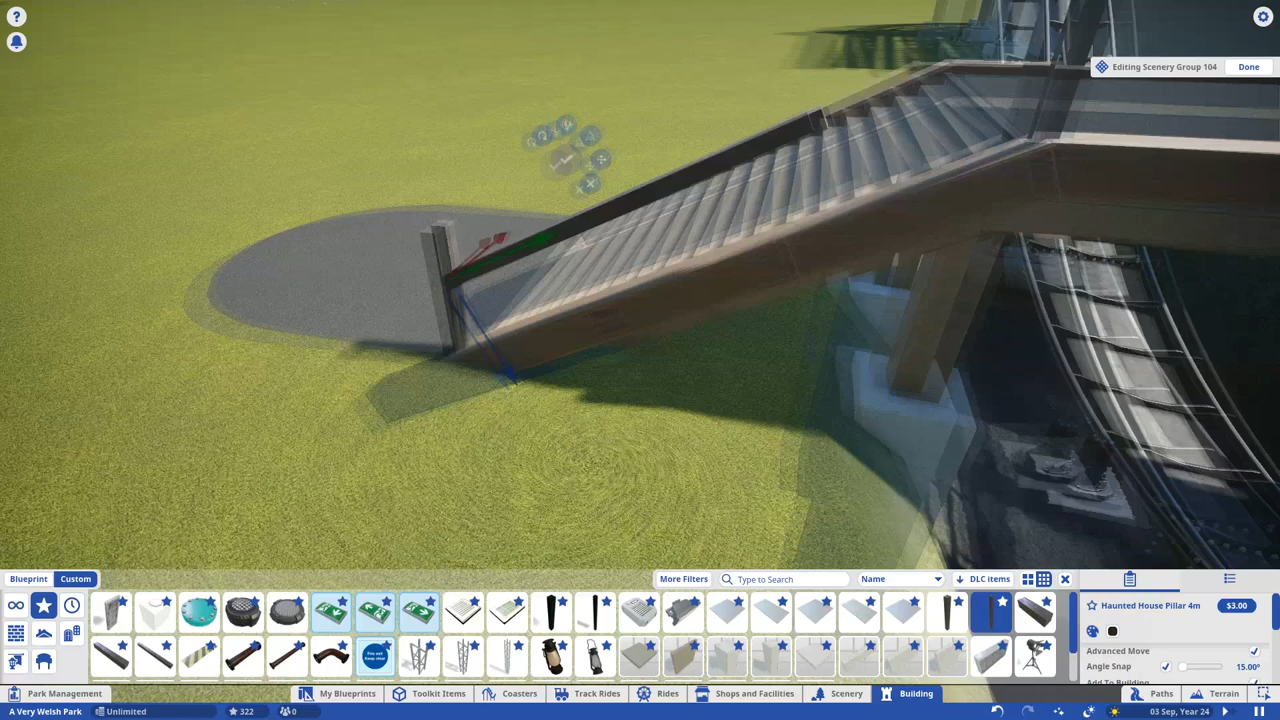 ?
Editing Scenery Group 104
Done
Blueprint
Custom
More Filters
Type to Search
Name
DLC items
Haunted House Pillar 4m
$3.00
Advanced Move
Angle Snap
15.00°
Park Management
My Blueprints
Toolkit Items
Coasters
Track Rides
Rides
Shops and Facilities
Scenery
Building
Paths
Terrain
A Very Welsh Park
Unlimited
322
0
03 Sep, Year 24